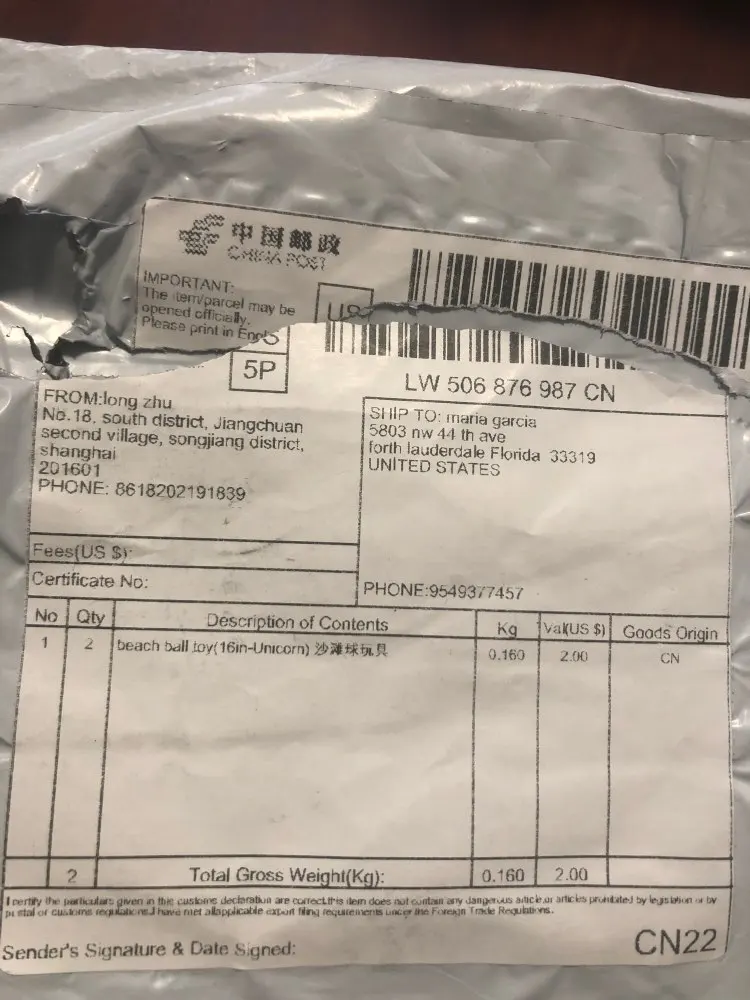 中国邮政
CHINA POST
IMPORTANT:
The item/parcel may be
opened officially.
Please print in
US
5P
LW 506 876 987 CN
FROM:long zhu
No.18, south district, Jiangchuan
second village, songjiang district,
shanghai
201601
PHONE: 8618202191839
SHIP TO: maria garcia
5803 nw 44 th ave
forth lauderdale Florida 33319
UNITED STATES
PHONE:9549377457
Fees(US $):
Certificate No:
No Qty Description of Contents Kg Val(US $) Goods Origin
1 2 beach ball toy(16in-Unicorn) 沙滩球玩具 0.160 2.00 CN
2 Total Gross Weight(Kg): 0.160 2.00
I certify the particulars given in this customs declaration are correct.this item does not contain any dangerous article,or articles prohibited by legislation or by
postal or customs regulations.I have met all applicable export filing requirements under the Foreign Trade Regulations.
Sender's Signature & Date Signed:
CN22